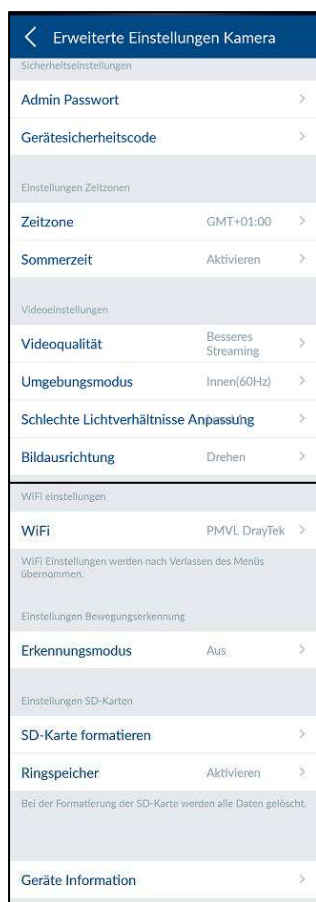 Erweiterte Einstellungen Kamera
Sicherheitseinstellungen
Admin Passwort
Gerätesicherheitscode
Einstellungen Zeitzonen
Zeitzone GMT+01:00
Sommerzeit Aktivieren
Videoeinstellungen
Videoqualität Besseres Streaming
Umgebungsmodus Innen(60Hz)
Schlechte Lichtverhältnisse Anpassung
Bildausrichtung Drehen
WiFi einstellungen
WiFi PMVL DrayTek
WiFi Einstellungen werden nach Verlassen des Menüs
übernommen.
Einstellungen Bewegungserkennung
Erkennungsmodus Aus
Einstellungen SD-Karten
SD-Karte formatieren
Ringspeicher Aktivieren
Bei der Formatierung der SD-Karte werden alle Daten gelöscht.
Geräte Information